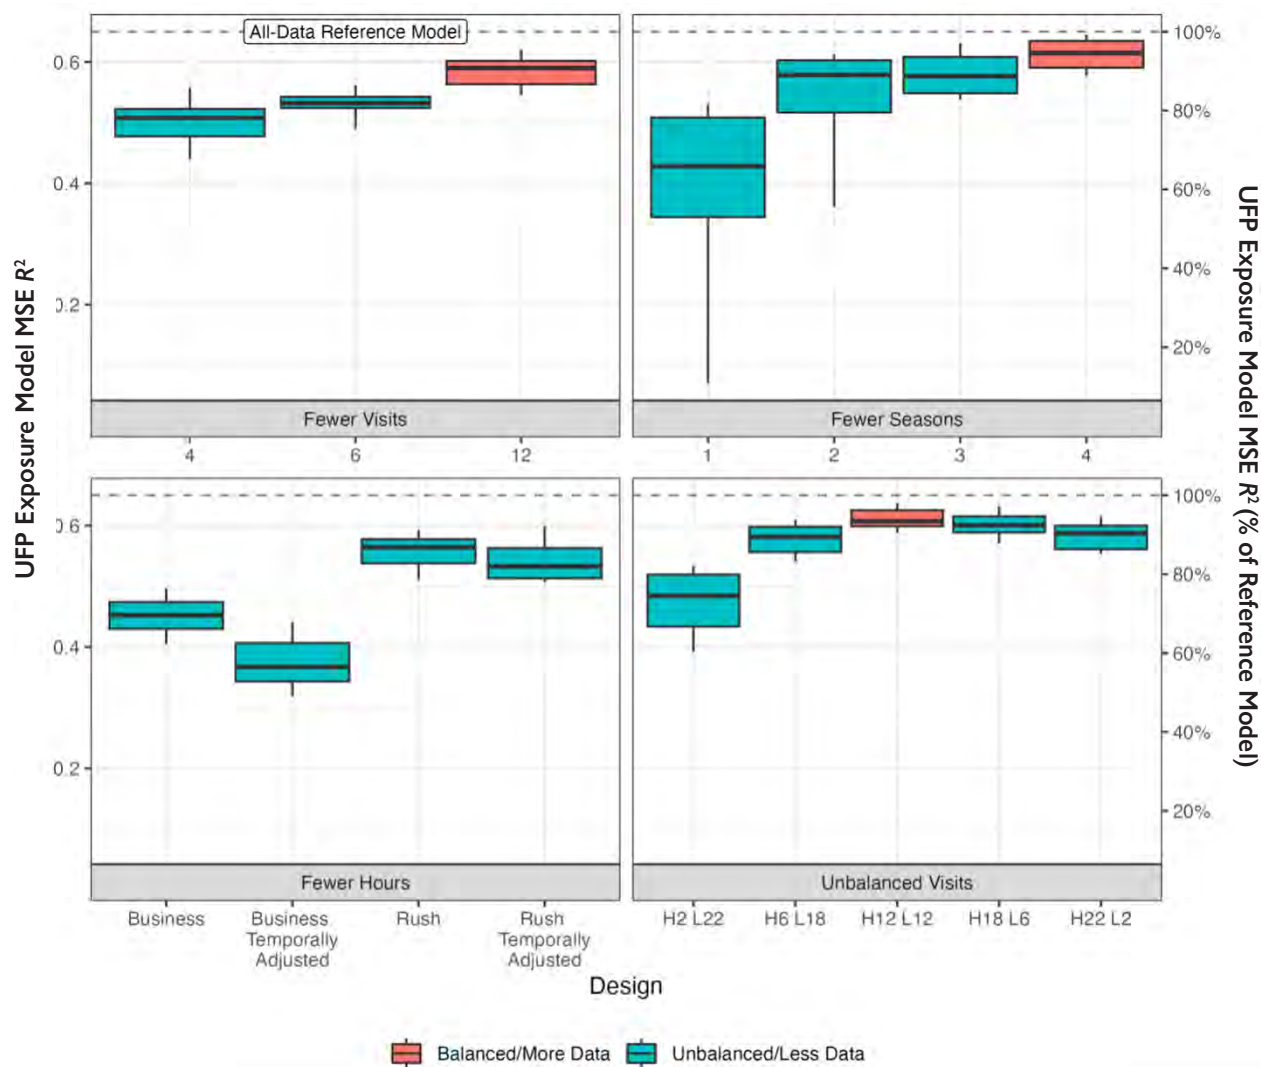 All-Data Reference Model
0.6
0.4
0.2
100%
80%
60%
40%
20%
Fewer Visits
Fewer Seasons
4 6 12
1 2 3 4
0.6
0.4
0.2
100%
80%
60%
40%
20%
Fewer Hours
Unbalanced Visits
Business
Business
Temporally
Adjusted
Rush
Rush
Temporally
Adjusted
H2 L22 H6 L18 H12 L12 H18 L6 H22 L2
Design
UFP Exposure Model MSE R²
UFP Exposure Model MSE R² (% of Reference Model)
Balanced/More Data
Unbalanced/Less Data